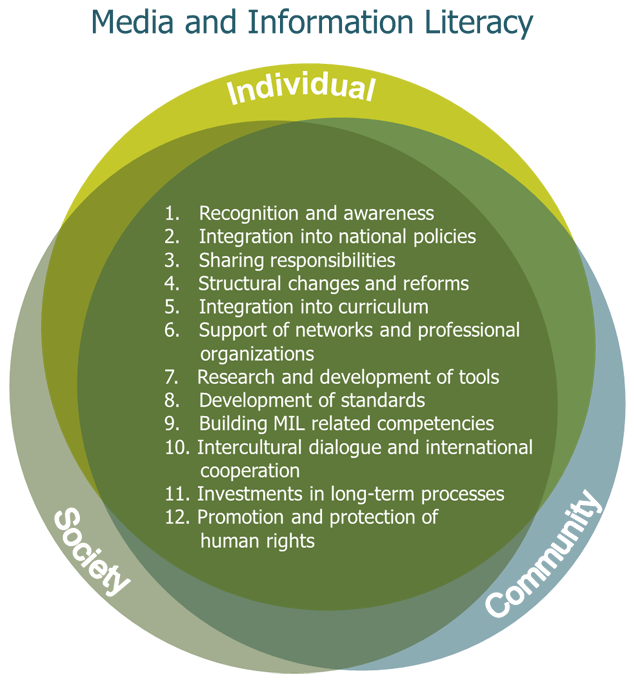 Media and Information Literacy
Individual
1. Recognition and awareness
2. Integration into national policies
3. Sharing responsibilities
4. Structural changes and reforms
5. Integration into curriculum
6. Support of networks and professional
organizations
7. Research and development of tools
8. Development of standards
9. Building MIL related competencies
10. Intercultural dialogue and international
cooperation
11. Investments in long-term processes
12. Promotion and protection of
human rights
Society
Community